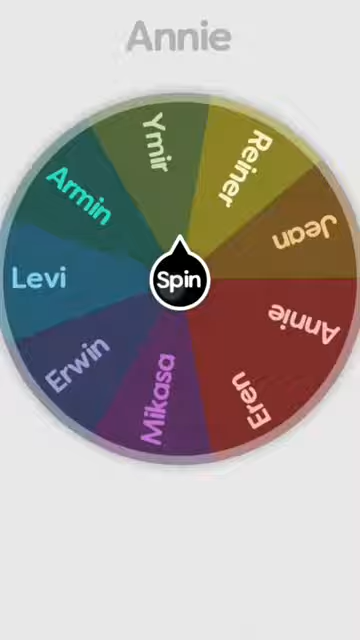 Annie
Ymir
Reiner
Jean
Annie
Eren
Mikasa
Erwin
Levi
Armin
Spin